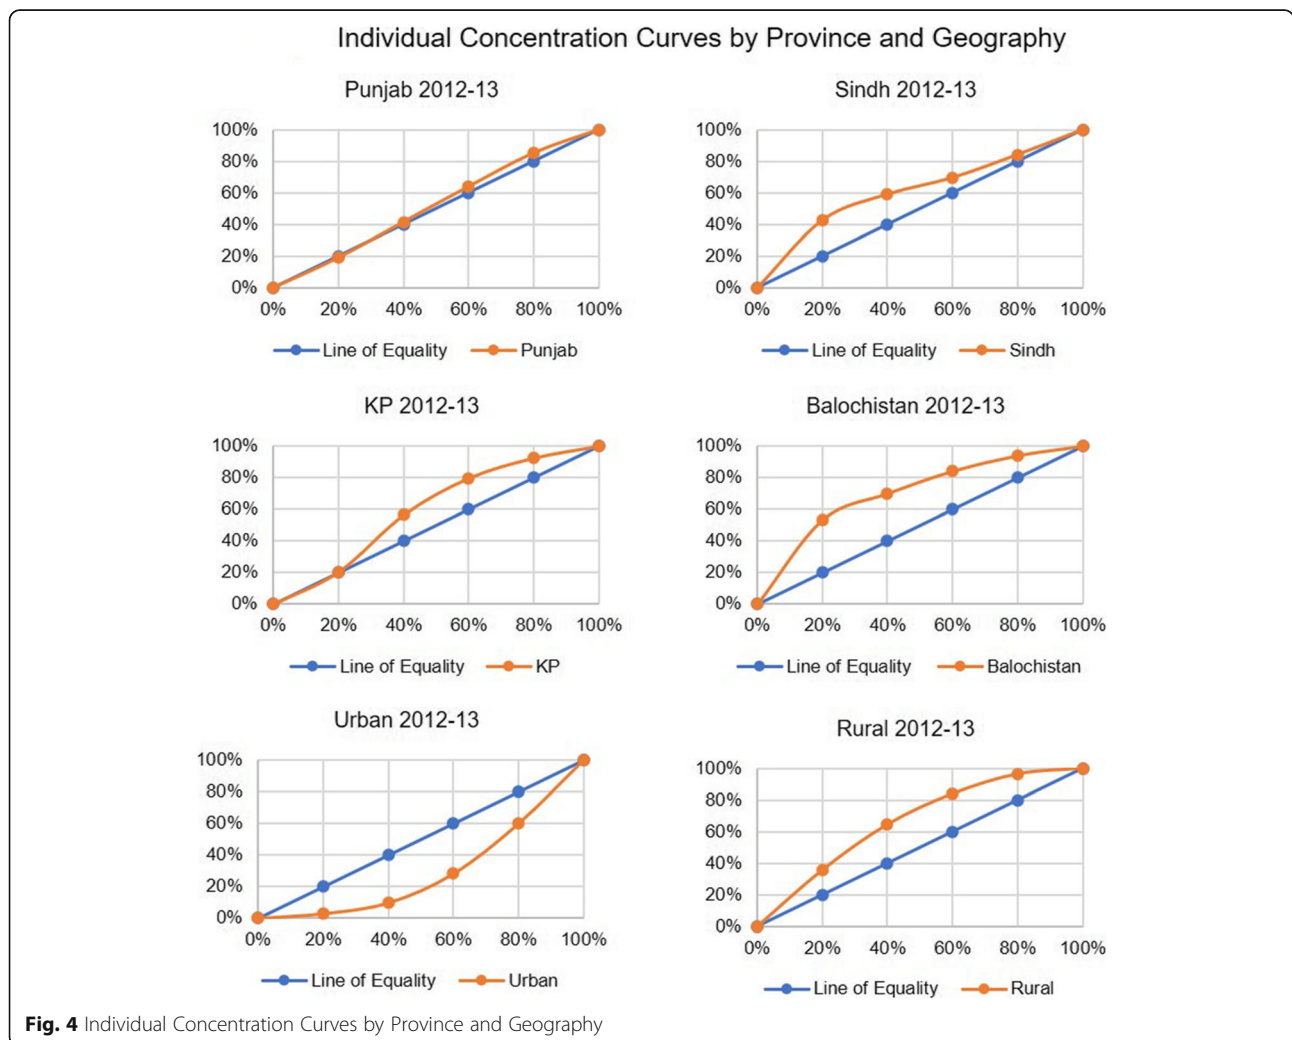 Individual Concentration Curves by Province and Geography
Punjab 2012-13
100%
80%
60%
40%
20%
0%
0% 20% 40% 60% 80% 100%
Line of Equality Punjab
Sindh 2012-13
100%
80%
60%
40%
20%
0%
0% 20% 40% 60% 80% 100%
Line of Equality Sindh
KP 2012-13
100%
80%
60%
40%
20%
0%
0% 20% 40% 60% 80% 100%
Line of Equality KP
Balochistan 2012-13
100%
80%
60%
40%
20%
0%
0% 20% 40% 60% 80% 100%
Line of Equality Balochistan
Urban 2012-13
100%
80%
60%
40%
20%
0%
0% 20% 40% 60% 80% 100%
Line of Equality Urban
Rural 2012-13
100%
80%
60%
40%
20%
0%
0% 20% 40% 60% 80% 100%
Line of Equality Rural
Fig. 4 Individual Concentration Curves by Province and Geography